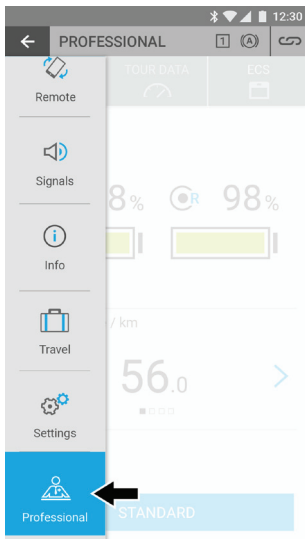 12:30
PROFESSIONAL 1 (A)
Remote
TOUR DATA ECS
Signals
8% R 98%
i
Info
/ km
Travel
56.0
Settings
Professional
STANDARD